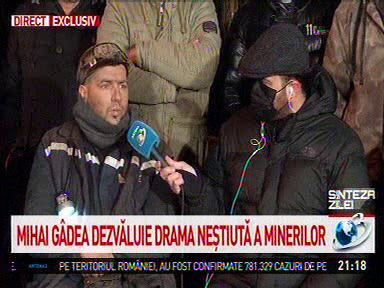 DIRECT EXCLUSIV
SINTEZA
ZILEI
MIHAI GÂDEA DEZVĂLUIE DRAMA NEȘTIUTĂ A MINERILOR
PE TERITORIUL ROMÂNIEI, AU FOST CONFIRMATE 781.329 CAZURI DE PE
21:18